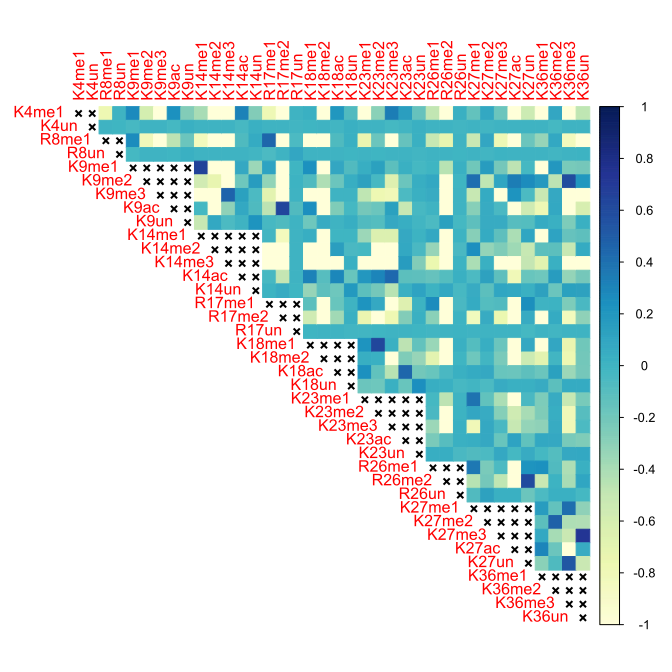 K4me1
K4un
R8me1
R8un
K9me1
K9me2
K9me3
K9ac
K9un
K14me1
K14me2
K14me3
K14ac
K14un
R17me1
R17me2
R17un
K18me1
K18me2
K18ac
K18un
K23me1
K23me2
K23me3
K23ac
K23un
R26me1
R26me2
R26un
K27me1
K27me2
K27me3
K27ac
K27un
K36me1
K36me2
K36me3
K36un
K4me1
K4un
R8me1
R8un
K9me1
K9me2
K9me3
K9ac
K9un
K14me1
K14me2
K14me3
K14ac
K14un
R17me1
R17me2
R17un
K18me1
K18me2
K18ac
K18un
K23me1
K23me2
K23me3
K23ac
K23un
R26me1
R26me2
R26un
K27me1
K27me2
K27me3
K27ac
K27un
K36me1
K36me2
K36me3
K36un
1
0.8
0.6
0.4
0.2
0
-0.2
-0.4
-0.6
-0.8
-1